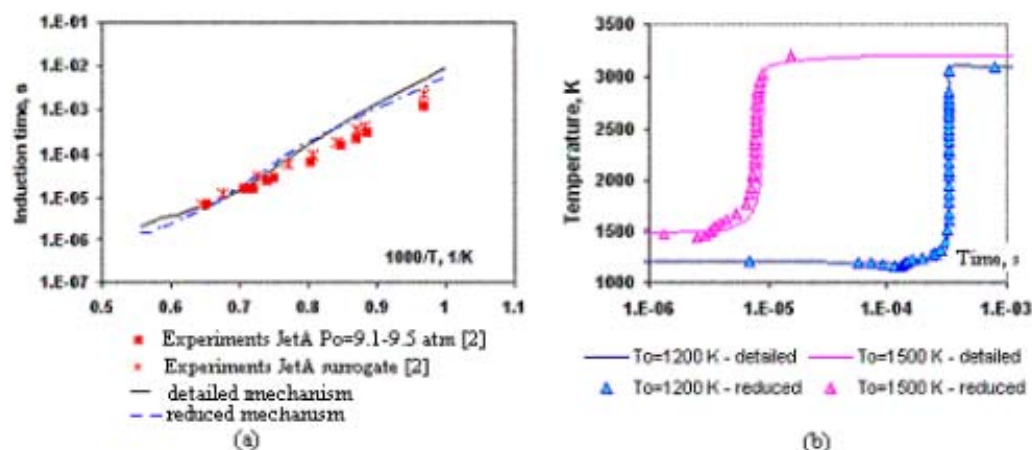 1.E-01
1.E-02
1.E-03
1.E-04
1.E-05
1.E-06
1.E-07
Induction time, s
1000/T, 1/K
0.5 0.6 0.7 0.8 0.9 1 1.1
Experiments JetA Po=9.1-9.5 atm [2]
Experiments JetA surrogate [2]
detailed mechanism
reduced mechanism
(a)
3500
3000
2500
2000
1500
1000
Temperature, K
Time, s
1.E-06 1.E-05 1.E-04 1.E-03
To=1200 K - detailed To=1500 K - detailed
To=1200 K - reduced To=1500 K - reduced
(b)